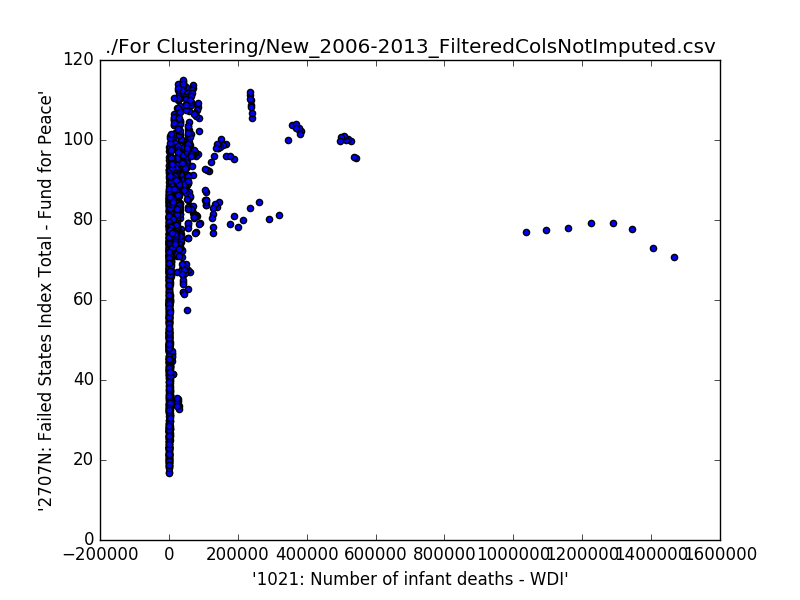 ./For Clustering/New_2006-2013_FilteredColsNotImputed.csv
'2707N: Failed States Index Total - Fund for Peace'
120
100
80
60
40
20
0
−200000 0 200000 400000 600000 800000 1000000 1200000 1400000 1600000
'1021: Number of infant deaths - WDI'